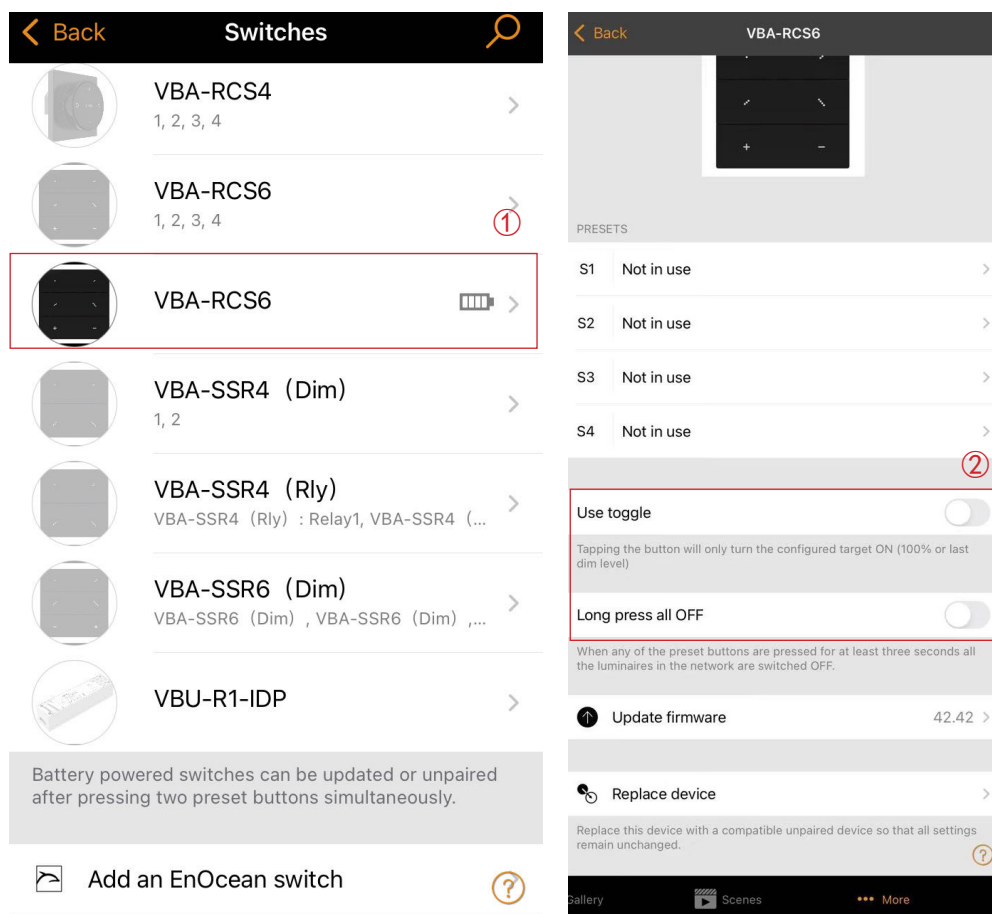 Back
Switches
VBA-RCS4
1, 2, 3, 4
VBA-RCS6
1, 2, 3, 4
①
VBA-RCS6
VBA-SSR4（Dim）
1, 2
VBA-SSR4（Rly）
VBA-SSR4（Rly）: Relay1, VBA-SSR4（...
VBA-SSR6（Dim）
VBA-SSR6（Dim）, VBA-SSR6（Dim）,...
VBU-R1-IDP
Battery powered switches can be updated or unpaired
after pressing two preset buttons simultaneously.
Add an EnOcean switch
?
Back
VBA-RCS6
+ −
PRESETS
S1 Not in use
S2 Not in use
S3 Not in use
S4 Not in use
②
Use toggle
Tapping the button will only turn the configured target ON (100% or last
dim level)
Long press all OFF
When any of the preset buttons are pressed for at least three seconds all
the luminaires in the network are switched OFF.
Update firmware 42.42
Replace device
Replace this device with a compatible unpaired device so that all settings
remain unchanged.
?
Gallery
Scenes
More